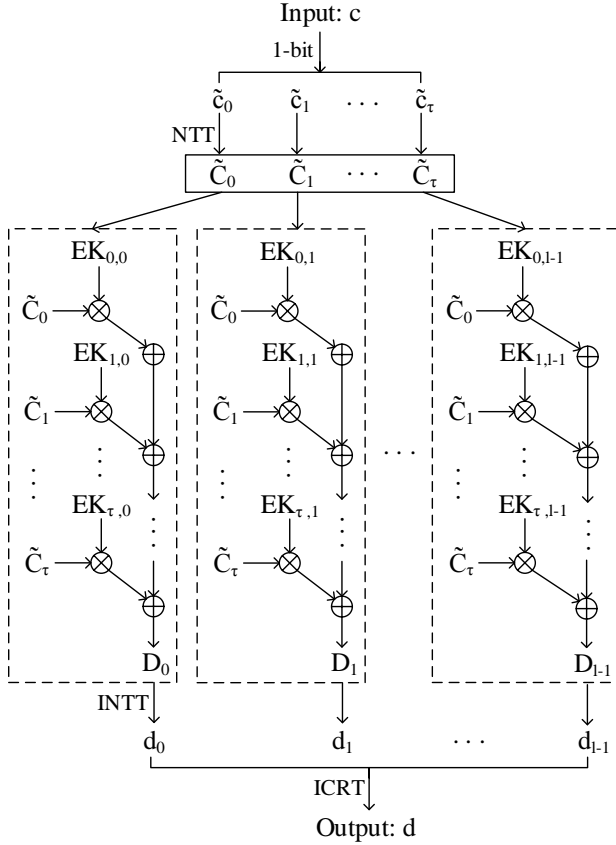 Input: c
1-bit
c̃₀ c̃₁ · · · c̃τ
NTT
C̃₀ C̃₁ · · · C̃τ
EK₀,₀ EK₀,₁ EK₀,l-1
C̃₀ C̃₀ C̃₀
EK₁,₀ EK₁,₁ EK₁,l-1
C̃₁ C̃₁ C̃₁
· · ·
EKτ,₀ EKτ,₁ EKτ,l-1
C̃τ C̃τ C̃τ
D₀ D₁ Dl-1
INTT
d₀ d₁ · · · dl-1
ICRT
Output: d